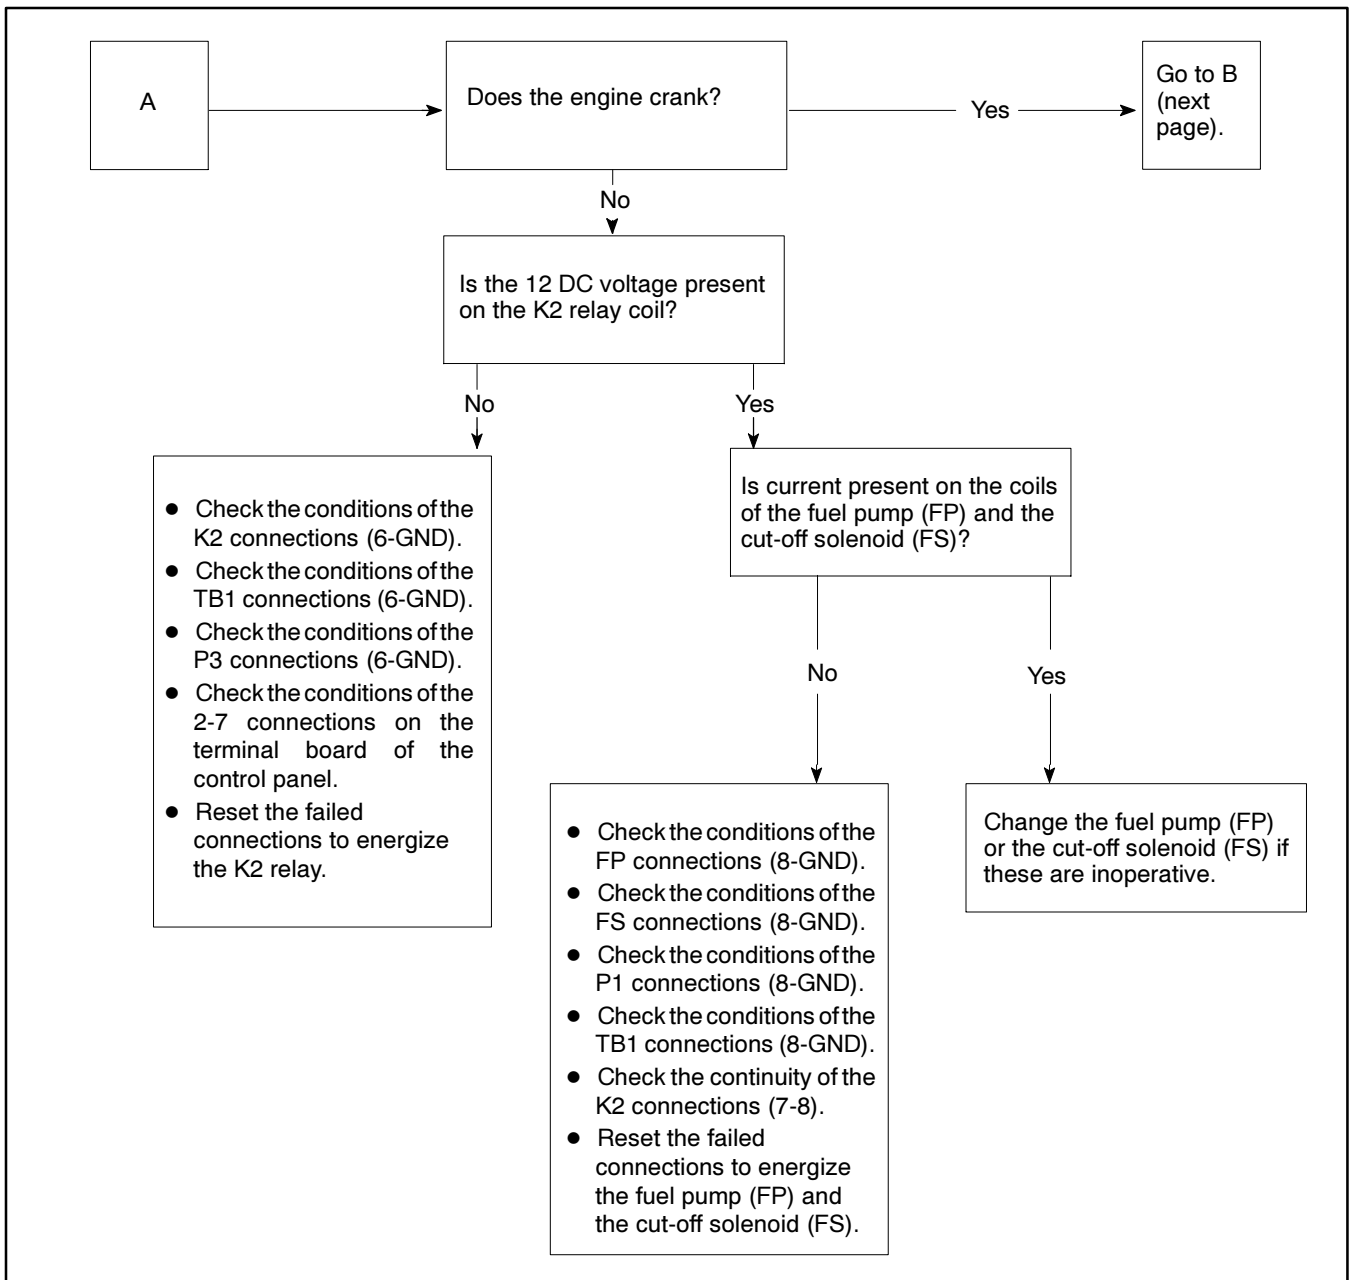 A
Does the engine crank?
Yes
Go to B
(next
page).
No
Is the 12 DC voltage present
on the K2 relay coil?
No
Yes
● Check the conditions of the
K2 connections (6-GND).
● Check the conditions of the
TB1 connections (6-GND).
● Check the conditions of the
P3 connections (6-GND).
● Check the conditions of the
2-7 connections on the
terminal board of the
control panel.
● Reset the failed
connections to energize
the K2 relay.
Is current present on the coils
of the fuel pump (FP) and the
cut-off solenoid (FS)?
No
Yes
● Check the conditions of the
FP connections (8-GND).
● Check the conditions of the
FS connections (8-GND).
● Check the conditions of the
P1 connections (8-GND).
● Check the conditions of the
TB1 connections (8-GND).
● Check the continuity of the
K2 connections (7-8).
● Reset the failed
connections to energize
the fuel pump (FP) and
the cut-off solenoid (FS).
Change the fuel pump (FP)
or the cut-off solenoid (FS) if
these are inoperative.